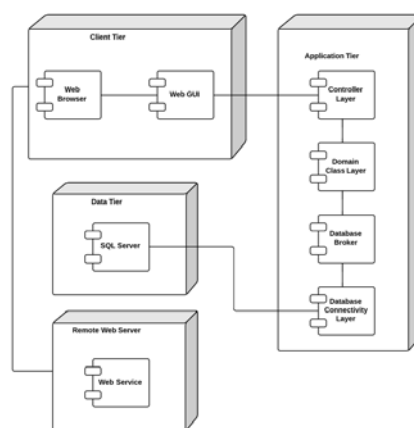 Client Tier
Web
Browser
Web GUI
Application Tier
Controller
Layer
Domain
Class Layer
Database
Broker
Database
Connectivity
Layer
Data Tier
SQL Server
Remote Web Server
Web Service